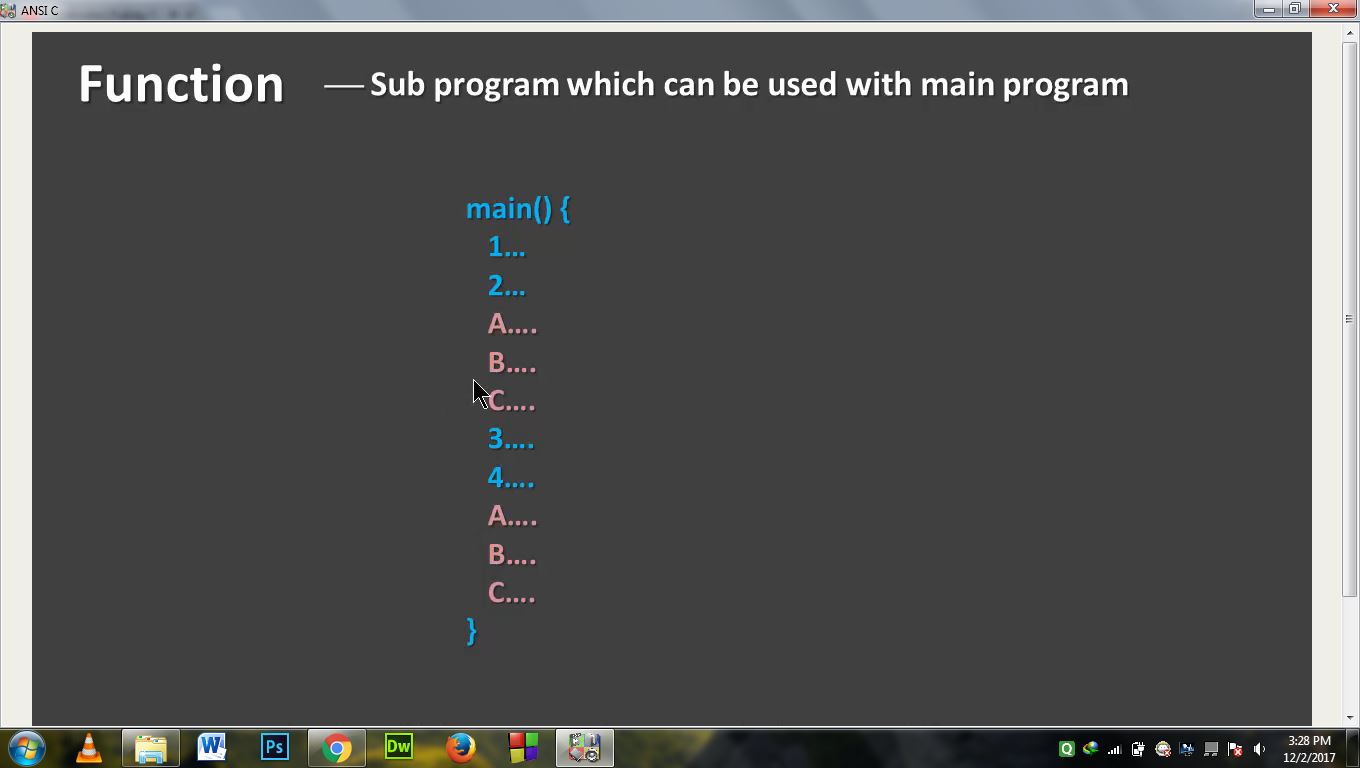 ANSI C
Function — Sub program which can be used with main program
main() {
1...
2...
A....
B....
C....
3....
4....
A....
B....
C....
}
W
Ps
Dw
Q
3:28 PM
12/2/2017